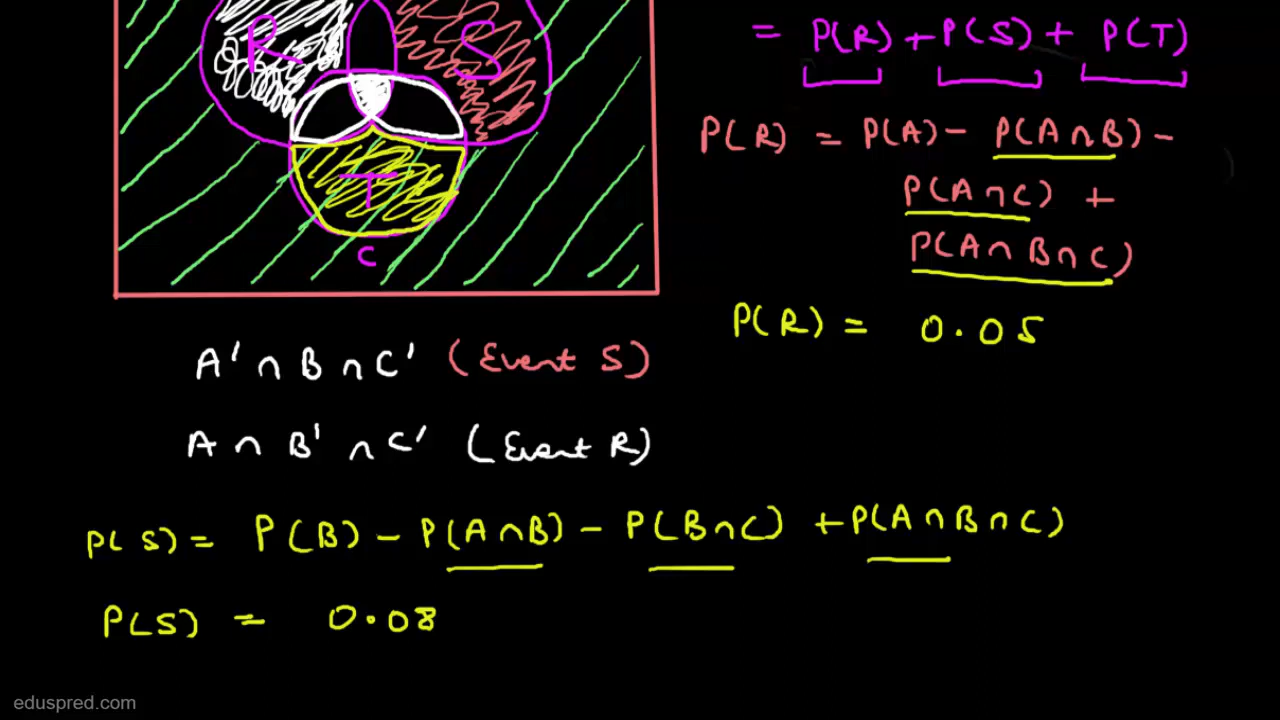 R S
T
C
= P(R) + P(S) + P(T)
P(R) = P(A) - P(A∩B) -
P(A∩C) +
P(A∩B∩C)
P(R) = 0.05
A' ∩ B ∩ C' (Event S)
A ∩ B' ∩ C' (Event R)
P(S) = P(B) - P(A∩B) - P(B∩C) + P(A∩B∩C)
P(S) = 0.08
eduspred.com